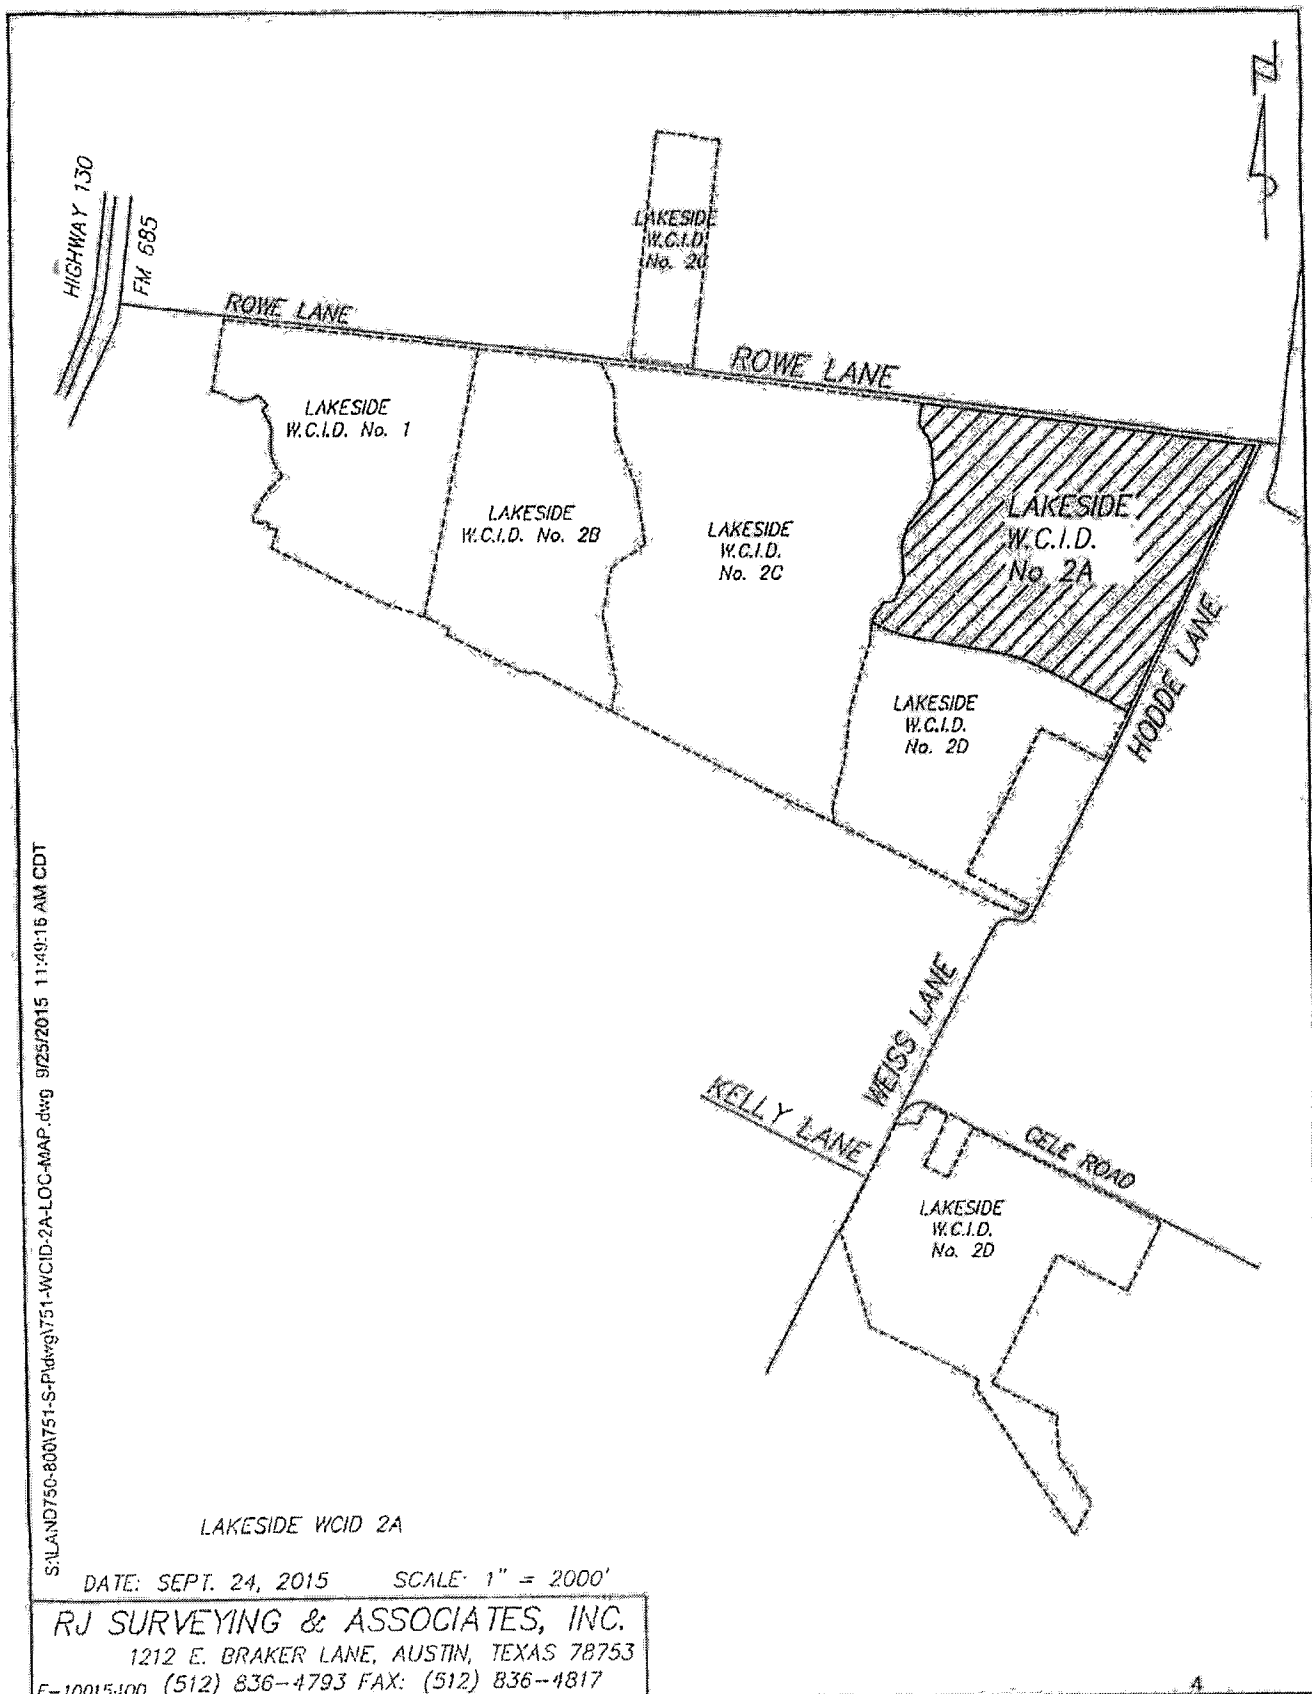 HIGHWAY 130
FM 685
LAKESIDE
W.C.I.D.
No. 2C
ROWE LANE
ROWE LANE
LAKESIDE
W.C.I.D. No. 1
LAKESIDE
W.C.I.D. No. 2B
LAKESIDE
W.C.I.D.
No. 2C
LAKESIDE
W.C.I.D.
No. 2A
HODDE LANE
LAKESIDE
W.C.I.D.
No. 2D
WEISS LANE
KELLY LANE
CELE ROAD
LAKESIDE
W.C.I.D.
No. 2D
S:\LAND750-800\751-S-P\dwg\751-WCID-2A-LOC-MAP.dwg 9/25/2015 11:49:16 AM CDT
LAKESIDE WCID 2A
DATE: SEPT. 24, 2015 SCALE: 1" = 2000'
RJ SURVEYING & ASSOCIATES, INC.
1212 E. BRAKER LANE, AUSTIN, TEXAS 78753
F-10015400 (512) 836-4793 FAX: (512) 836-4817
4